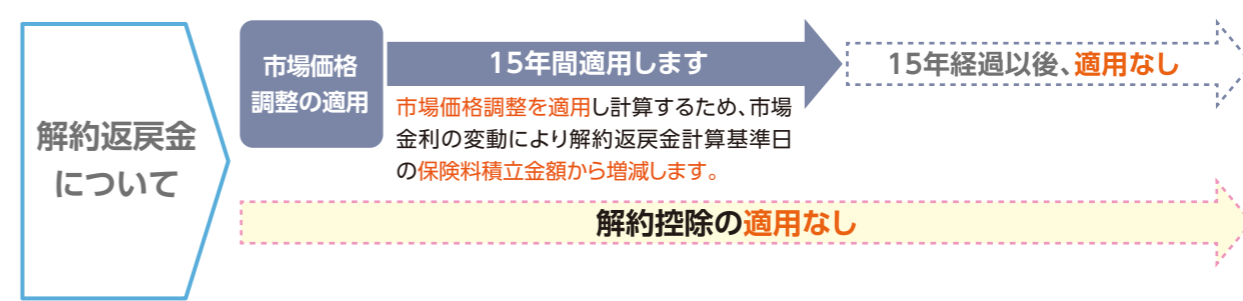 解約返戻金
について
市場価格
調整の適用
15年間適用します
市場価格調整を適用し計算するため、市場
金利の変動により解約返戻金計算基準日
の保険料積立金額から増減します。
15年経過以後、適用なし
解約控除の適用なし